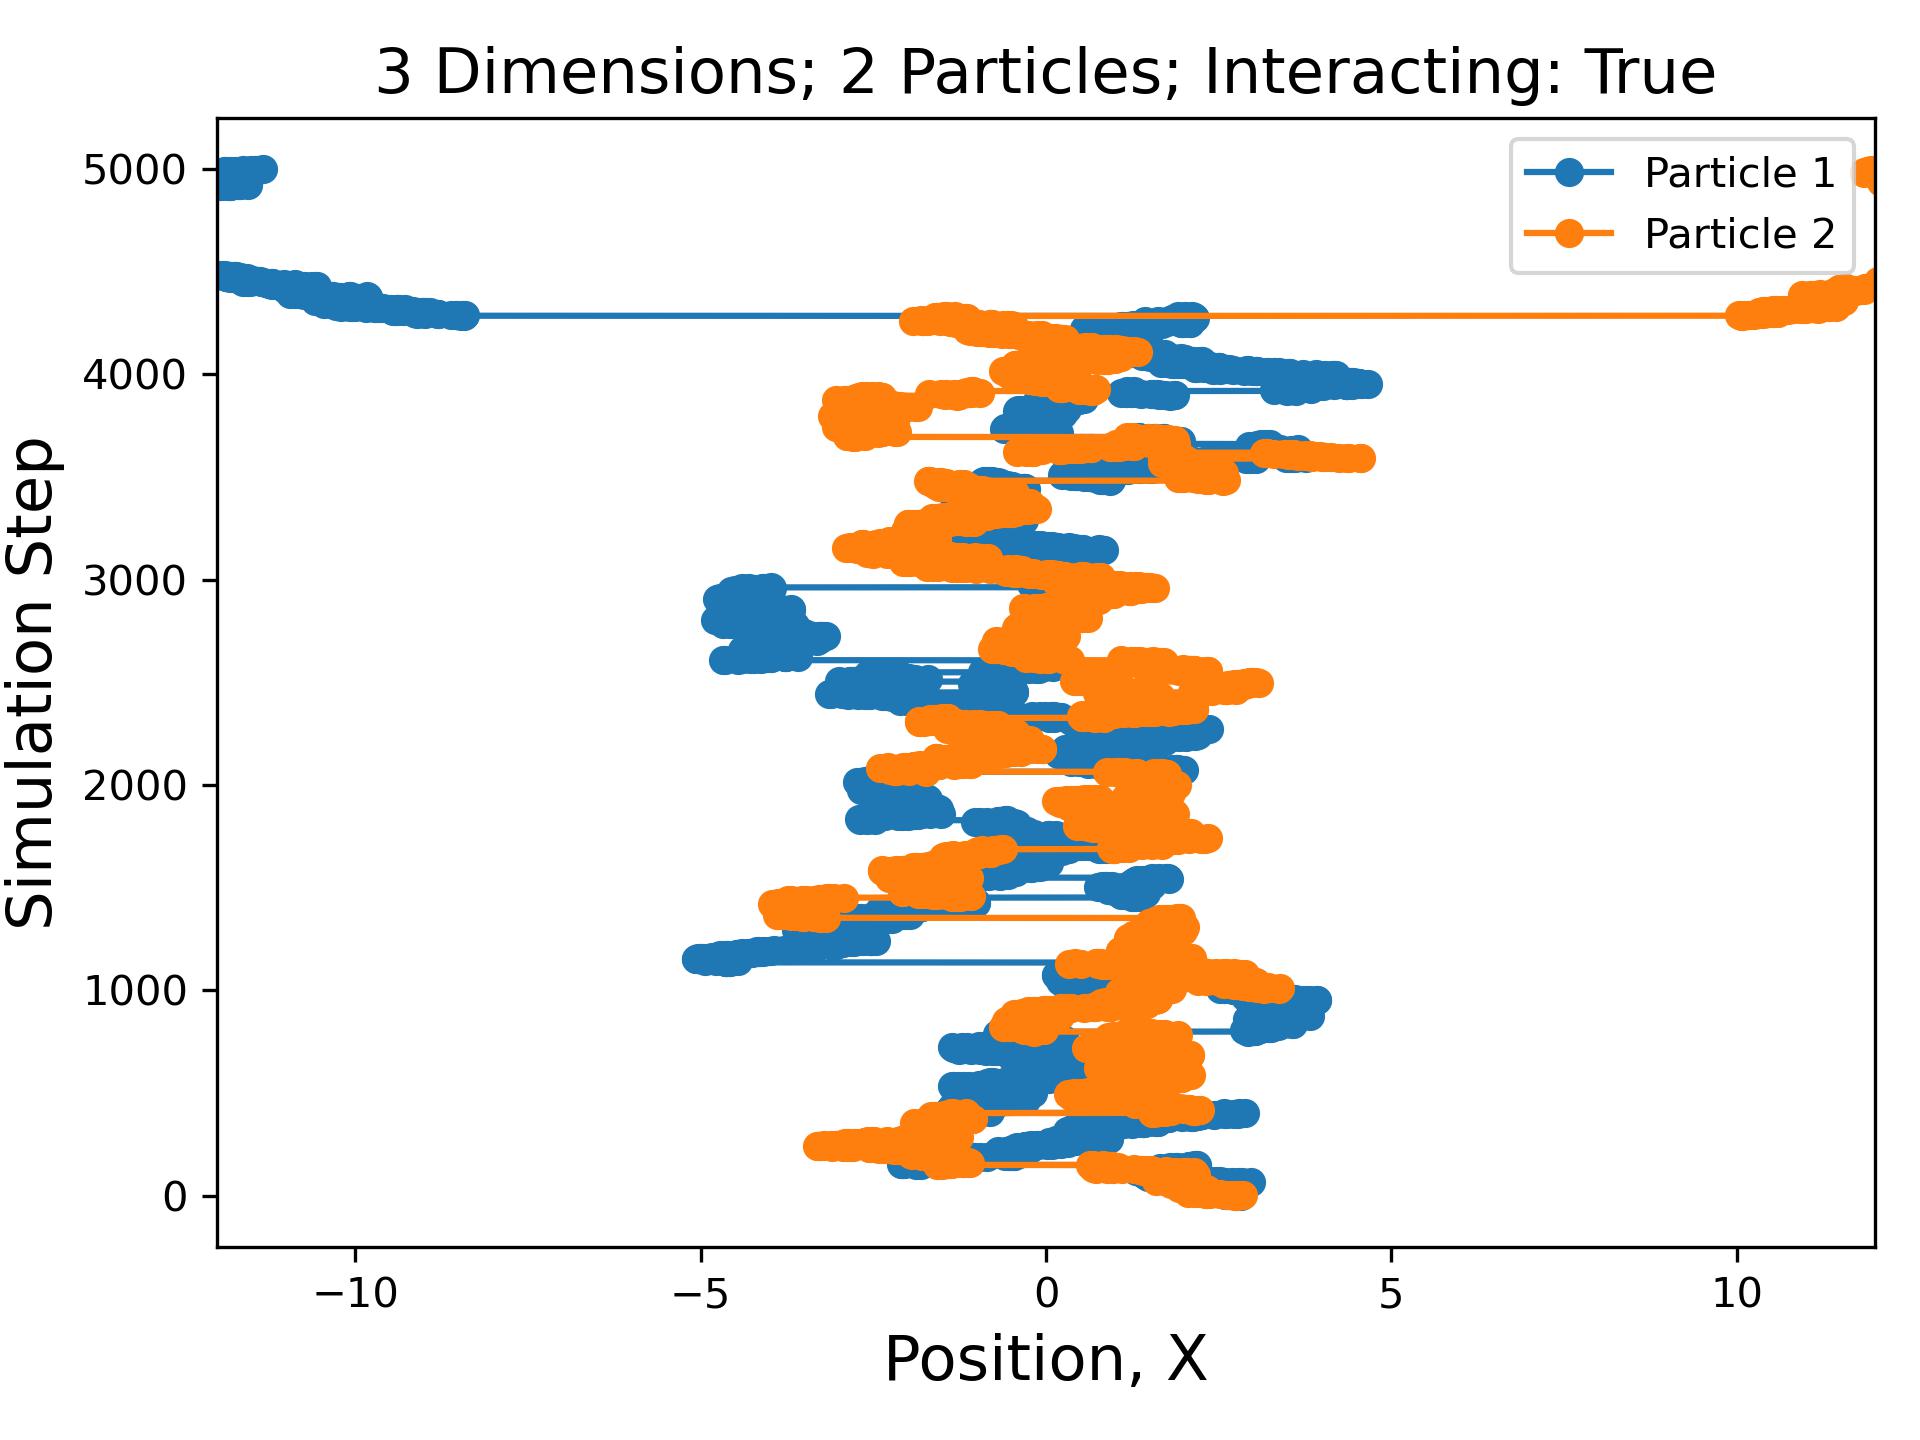 3 Dimensions; 2 Particles; Interacting: True
Particle 1
Particle 2
5000
4000
3000
2000
1000
0
Simulation Step
−10
−5
0
5
10
Position, X